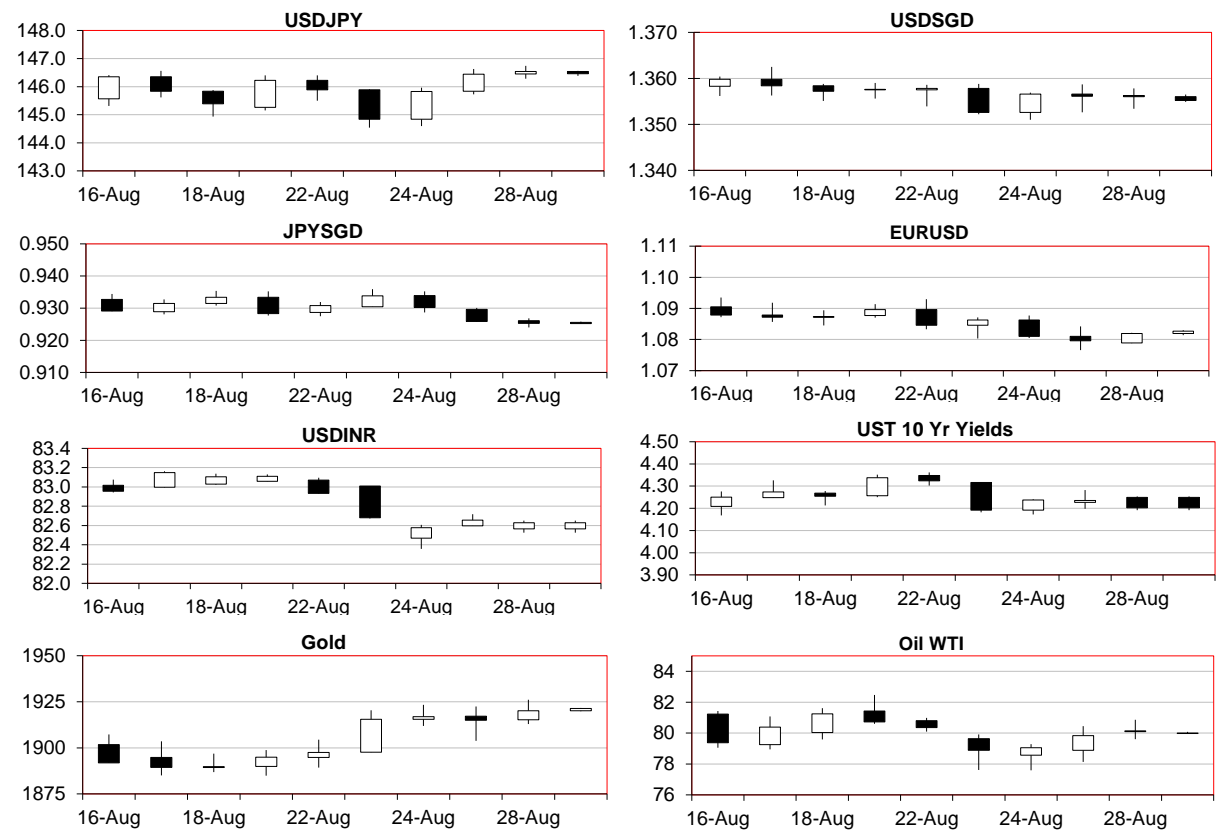 USDJPY
148.0
147.0
146.0
145.0
144.0
143.0
16-Aug 18-Aug 22-Aug 24-Aug 28-Aug
USDSGD
1.370
1.360
1.350
1.340
16-Aug 18-Aug 22-Aug 24-Aug 28-Aug
JPYSGD
0.950
0.940
0.930
0.920
0.910
16-Aug 18-Aug 22-Aug 24-Aug 28-Aug
EURUSD
1.11
1.10
1.09
1.08
1.07
16-Aug 18-Aug 22-Aug 24-Aug 28-Aug
USDINR
83.4
83.2
83.0
82.8
82.6
82.4
82.2
82.0
16-Aug 18-Aug 22-Aug 24-Aug 28-Aug
UST 10 Yr Yields
4.50
4.40
4.30
4.20
4.10
4.00
3.90
16-Aug 18-Aug 22-Aug 24-Aug 28-Aug
Gold
1950
1925
1900
1875
16-Aug 18-Aug 22-Aug 24-Aug 28-Aug
Oil WTI
84
82
80
78
76
16-Aug 18-Aug 22-Aug 24-Aug 28-Aug